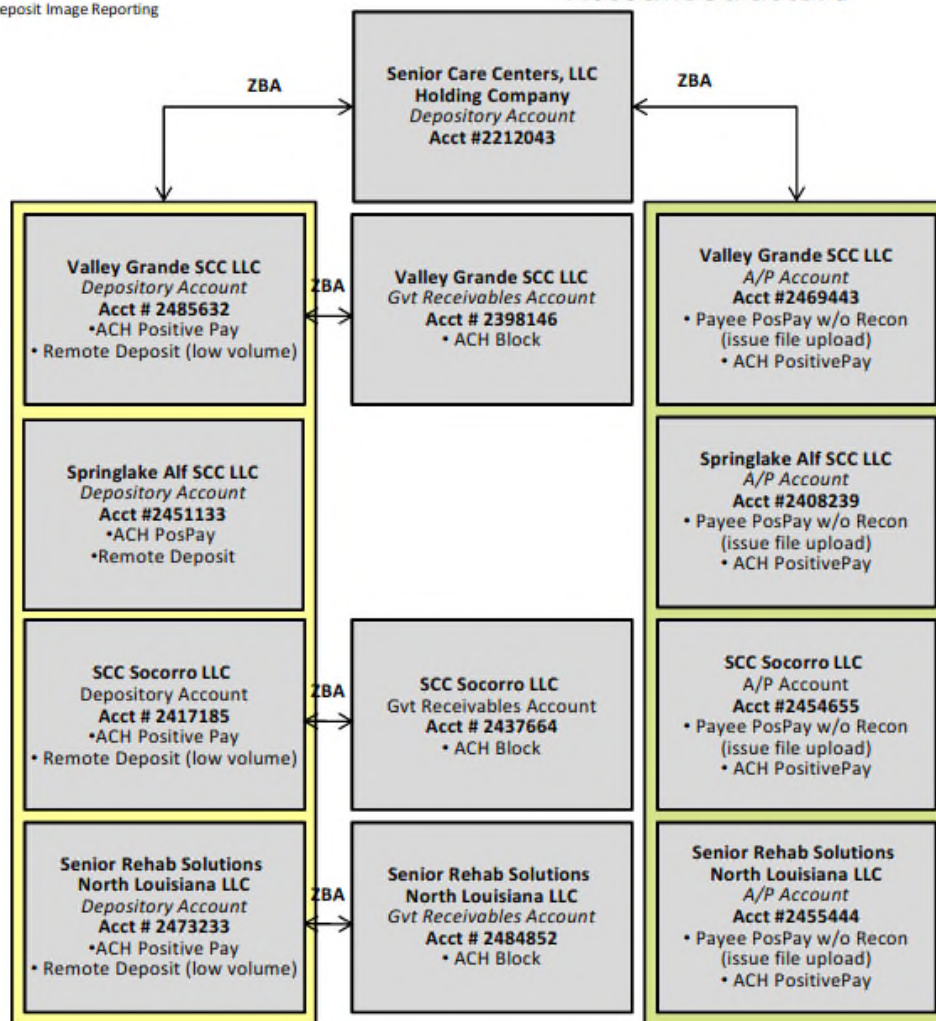 eposit Image Reporting
ZBA
Senior Care Centers, LLC
Holding Company
Depository Account
Acct #2212043
ZBA
Valley Grande SCC LLC
Depository Account
Acct # 2485632
•ACH Positive Pay
• Remote Deposit (low volume)
ZBA
Valley Grande SCC LLC
Gvt Receivables Account
Acct # 2398146
• ACH Block
Valley Grande SCC LLC
A/P Account
Acct #2469443
• Payee PosPay w/o Recon
(issue file upload)
• ACH PositivePay
Springlake Alf SCC LLC
Depository Account
Acct #2451133
•ACH PosPay
•Remote Deposit
Springlake Alf SCC LLC
A/P Account
Acct #2408239
• Payee PosPay w/o Recon
(issue file upload)
• ACH PositivePay
SCC Socorro LLC
Depository Account
Acct # 2417185
•ACH Positive Pay
• Remote Deposit (low volume)
ZBA
SCC Socorro LLC
Gvt Receivables Account
Acct # 2437664
• ACH Block
SCC Socorro LLC
A/P Account
Acct #2454655
• Payee PosPay w/o Recon
(issue file upload)
• ACH PositivePay
Senior Rehab Solutions
North Louisiana LLC
Depository Account
Acct # 2473233
•ACH Positive Pay
• Remote Deposit (low volume)
ZBA
Senior Rehab Solutions
North Louisiana LLC
Gvt Receivables Account
Acct # 2484852
• ACH Block
Senior Rehab Solutions
North Louisiana LLC
A/P Account
Acct #2455444
• Payee PosPay w/o Recon
(issue file upload)
• ACH PositivePay